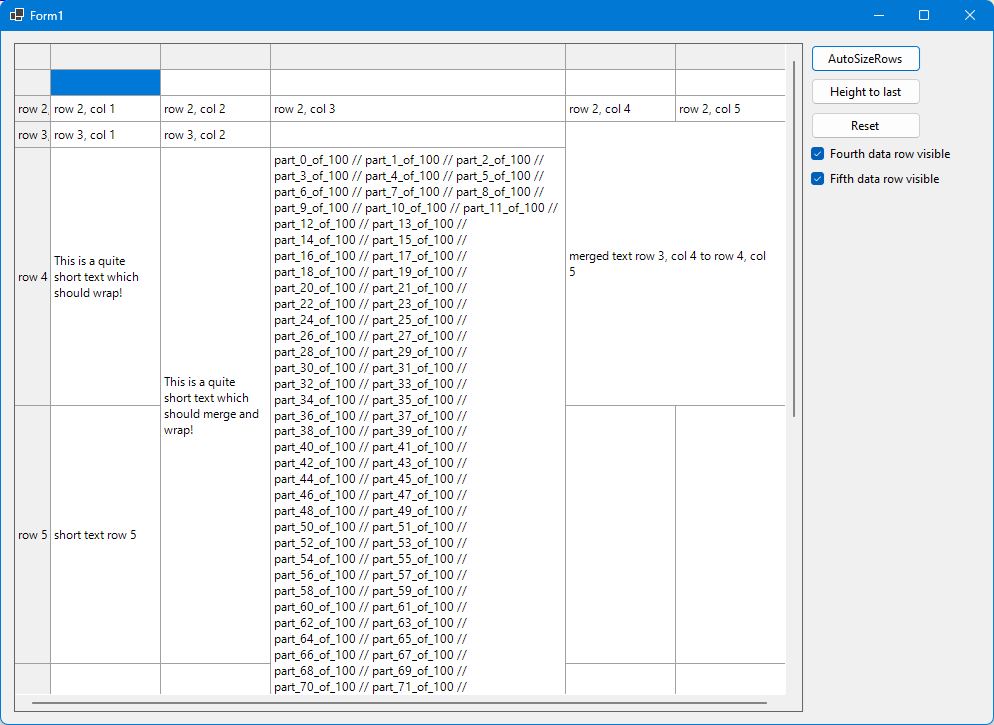 Form1
AutoSizeRows
Height to last
Reset
Fourth data row visible
Fifth data row visible
row 2, row 2, col 1 row 2, col 2 row 2, col 3 row 2, col 4 row 2, col 5
row 3, row 3, col 1 row 3, col 2
row 4
This is a quite
short text which
should wrap!
This is a quite
short text which
should merge and
wrap!
part_0_of_100 // part_1_of_100 // part_2_of_100 //
part_3_of_100 // part_4_of_100 // part_5_of_100 //
part_6_of_100 // part_7_of_100 // part_8_of_100 //
part_9_of_100 // part_10_of_100 // part_11_of_100 //
part_12_of_100 // part_13_of_100 //
part_14_of_100 // part_15_of_100 //
part_16_of_100 // part_17_of_100 //
part_18_of_100 // part_19_of_100 //
part_20_of_100 // part_21_of_100 //
part_22_of_100 // part_23_of_100 //
part_24_of_100 // part_25_of_100 //
part_26_of_100 // part_27_of_100 //
part_28_of_100 // part_29_of_100 //
part_30_of_100 // part_31_of_100 //
part_32_of_100 // part_33_of_100 //
part_34_of_100 // part_35_of_100 //
part_36_of_100 // part_37_of_100 //
part_38_of_100 // part_39_of_100 //
part_40_of_100 // part_41_of_100 //
part_42_of_100 // part_43_of_100 //
part_44_of_100 // part_45_of_100 //
part_46_of_100 // part_47_of_100 //
part_48_of_100 // part_49_of_100 //
part_50_of_100 // part_51_of_100 //
part_52_of_100 // part_53_of_100 //
part_54_of_100 // part_55_of_100 //
part_56_of_100 // part_57_of_100 //
part_58_of_100 // part_59_of_100 //
part_60_of_100 // part_61_of_100 //
part_62_of_100 // part_63_of_100 //
part_64_of_100 // part_65_of_100 //
part_66_of_100 // part_67_of_100 //
part_68_of_100 // part_69_of_100 //
part_70_of_100 // part_71_of_100 //
merged text row 3, col 4 to row 4, col
5
row 5 short text row 5